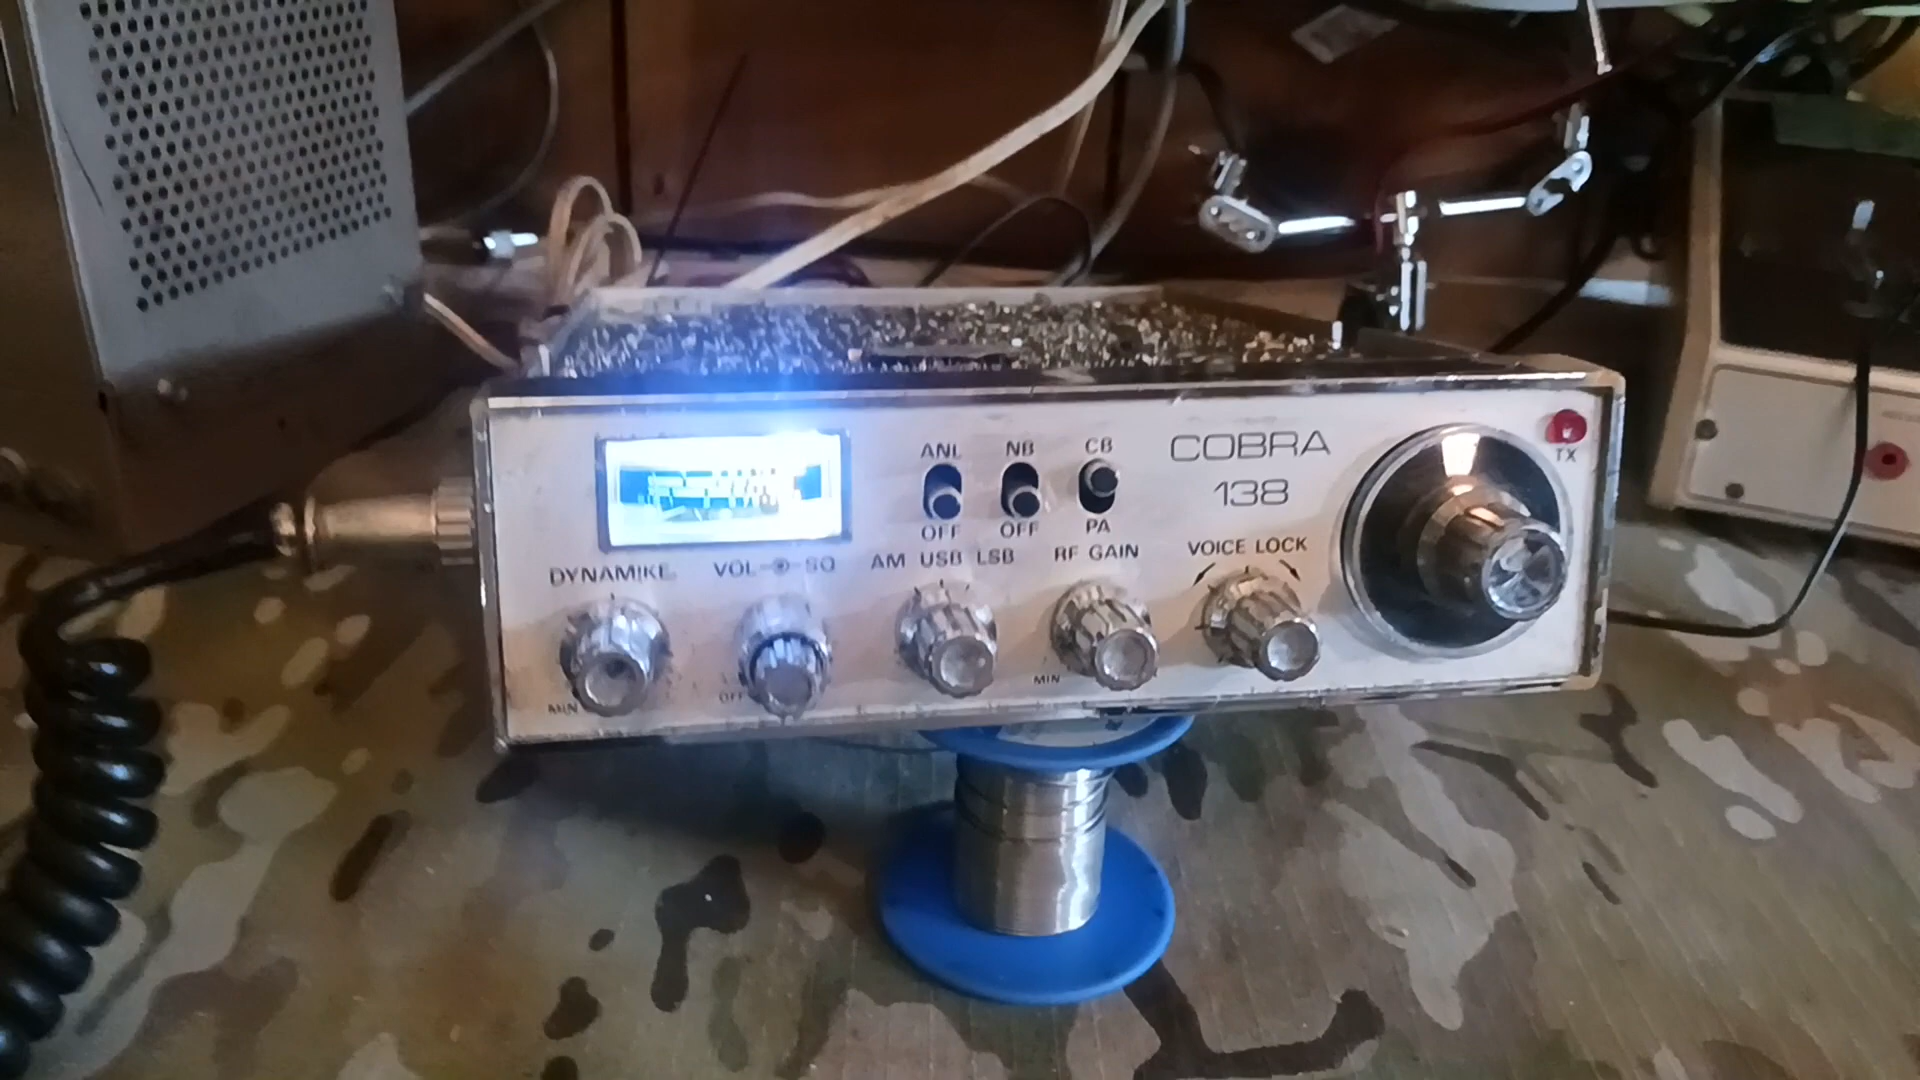 ANL NB CB
COBRA
138
TX
OFF OFF PA
DYNAMIKE VOL SQ AM USB LSB RF GAIN VOICE LOCK
MIN OFF MIN